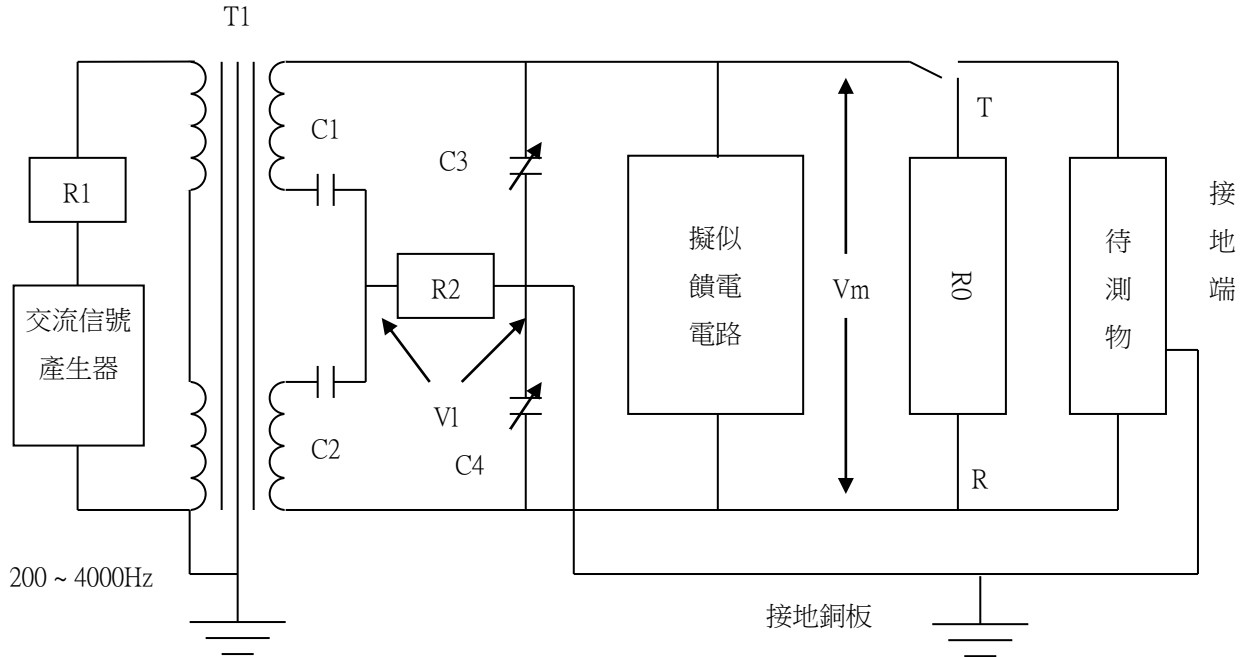 T1
C1
C3
R1
T
接地端
R2
擬似
饋電
電路
Vm
R0
待測物
交流信號
產生器
V1
C2
C4
R
200 ~ 4000Hz
接地銅板